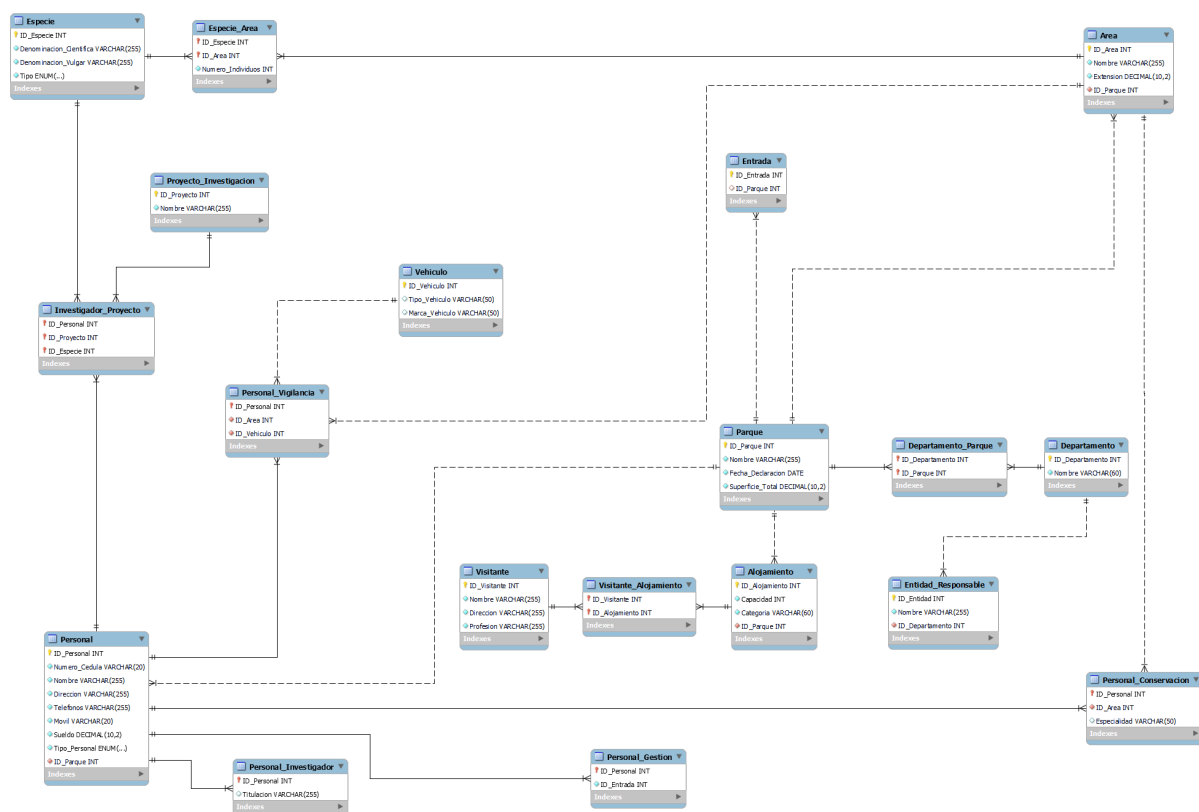 Especie
ID_Especie INT
Denominacion_Cientifica VARCHAR(255)
Denominacion_Vulgar VARCHAR(255)
Tipo ENUM(...)
Indexes
Especie_Area
ID_Especie INT
ID_Area INT
Numero_Individuos INT
Indexes
Area
ID_Area INT
Nombre VARCHAR(255)
Extension DECIMAL(10,2)
ID_Parque INT
Indexes
Entrada
ID_Entrada INT
ID_Parque INT
Indexes
Proyecto_Investigacion
ID_Proyecto INT
Nombre VARCHAR(255)
Indexes
Vehiculo
ID_Vehiculo INT
Tipo_Vehiculo VARCHAR(50)
Marca_Vehiculo VARCHAR(50)
Indexes
Investigador_Proyecto
ID_Personal INT
ID_Proyecto INT
ID_Especie INT
Indexes
Personal_Vigilancia
ID_Personal INT
ID_Area INT
ID_Vehiculo INT
Indexes
Parque
ID_Parque INT
Nombre VARCHAR(255)
Fecha_Declaracion DATE
Superficie_Total DECIMAL(10,2)
Indexes
Departamento_Parque
ID_Departamento INT
ID_Parque INT
Indexes
Departamento
ID_Departamento INT
Nombre VARCHAR(60)
Indexes
Visitante
ID_Visitante INT
Nombre VARCHAR(255)
Direccion VARCHAR(255)
Profesion VARCHAR(255)
Indexes
Visitante_Alojamiento
ID_Visitante INT
ID_Alojamiento INT
Indexes
Alojamiento
ID_Alojamiento INT
Capacidad INT
Categoria VARCHAR(60)
ID_Parque INT
Indexes
Entidad_Responsable
ID_Entidad INT
Nombre VARCHAR(255)
ID_Departamento INT
Indexes
Personal
ID_Personal INT
Numero_Cedula VARCHAR(20)
Nombre VARCHAR(255)
Direccion VARCHAR(255)
Telefonos VARCHAR(255)
Movil VARCHAR(20)
Sueldo DECIMAL(10,2)
Tipo_Personal ENUM(...)
ID_Parque INT
Indexes
Personal_Conservacion
ID_Personal INT
ID_Area INT
Especialidad VARCHAR(50)
Indexes
Personal_Investigador
ID_Personal INT
Titulacion VARCHAR(255)
Indexes
Personal_Gestion
ID_Personal INT
ID_Entrada INT
Indexes